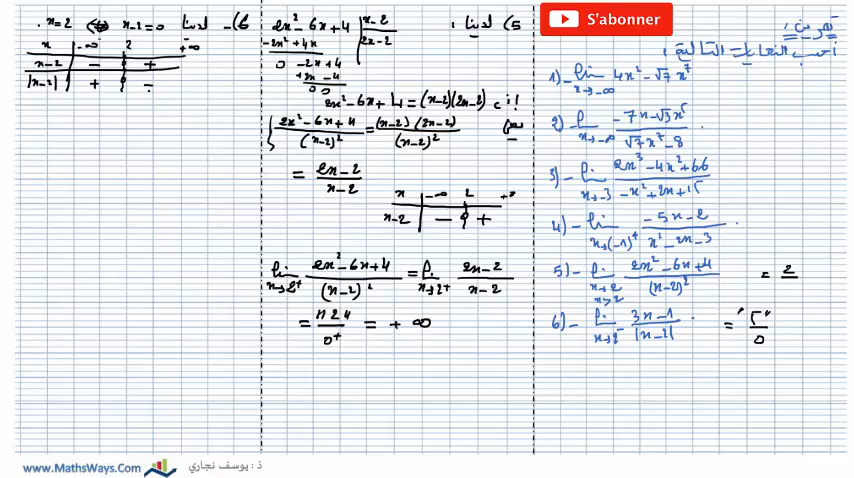 S'abonner
تمرين:
أحسب النهايات التالية :
1)- lim x→-∞ 4x² - √7 x⁷
2)- lim x→-∞ (-7x - √3 x⁵)/(√7 x² - 8)
3)- lim x→-3 (2x³ - 4x² + 66)/(-x² + 2x + 15)
4)- lim x→(-1)⁺ (-5x - 2)/(x² - 2x - 3)
5)- lim x→2 x>2 (2x² - 6x + 4)/(x-2)² = 2
6)- lim x→2⁻ (3x - 1)/|x-2| = "5"/0
5) لدينا :
2x² - 6x + 4 | x-2
-2x² + 4x | 2x-2
0 -2x + 4
+2x - 4
0 0
2x² - 6x + 4 = (x-2)(2x-2)
(2x² - 6x + 4)/(x-2)² = (x-2)(2x-2)/(x-2)²
= (2x-2)/(x-2)
x | -∞ 2 +∞
x-2 | - 0 +
lim x→2⁺ (2x² - 6x + 4)/(x-2)² = lim x→2⁺ (2x-2)/(x-2)
= "2"/0⁺ = +∞
6)- لدينا x-2=0 ⟺ x=2 .
x | -∞ 2 +∞
x-2 | - 0 +
|x-2| | + 0 -
www.MathsWays.Com
ذ : يوسف نجاري